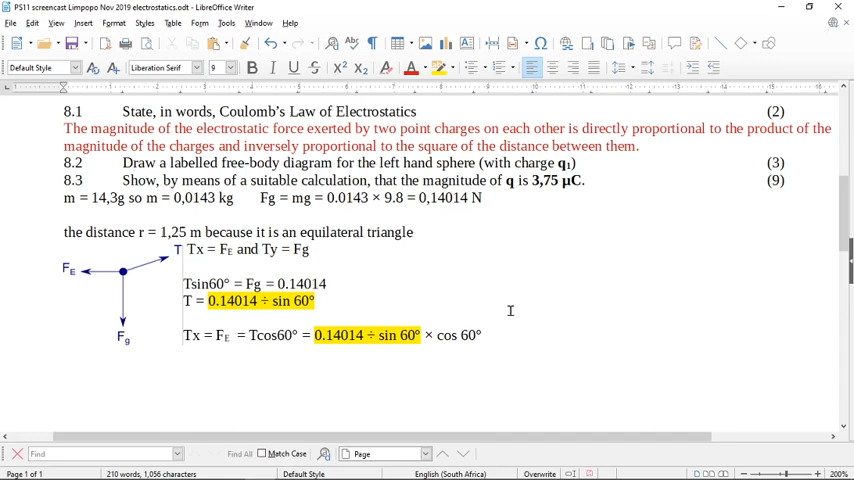 PS11 screencast Limpopo Nov 2019 electrostatics.odt - LibreOffice Writer
File Edit View Insert Format Styles Table Form Tools Window Help
Default Style Liberation Serif 9
8.1 State, in words, Coulomb's Law of Electrostatics (2)
The magnitude of the electrostatic force exerted by two point charges on each other is directly proportional to the product of the
magnitude of the charges and inversely proportional to the square of the distance between them.
8.2 Draw a labelled free-body diagram for the left hand sphere (with charge q₁) (3)
8.3 Show, by means of a suitable calculation, that the magnitude of q is 3,75 μC. (9)
m = 14,3g so m = 0,0143 kg Fg = mg = 0.0143 × 9.8 = 0,14014 N
the distance r = 1,25 m because it is an equilateral triangle
T Tx = FE and Ty = Fg
FE
Tsin60° = Fg = 0.14014
T = 0.14014 ÷ sin 60°
Fg
Tx = FE = Tcos60° = 0.14014 ÷ sin 60° × cos 60°
Find Find All Match Case Page
Page 1 of 1 210 words, 1,056 characters Default Style English (South Africa) Overwrite 200%